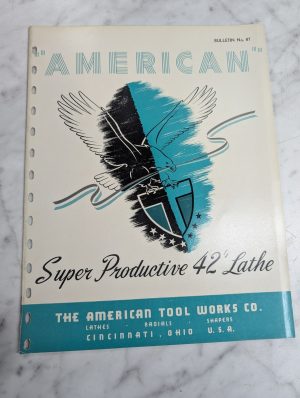 BULLETIN No. 87
"AMERICAN"
Super Productive 42" Lathe
THE AMERICAN TOOL WORKS CO.
LATHES · RADIALS · SHAPERS
CINCINNATI, OHIO U.S.A.